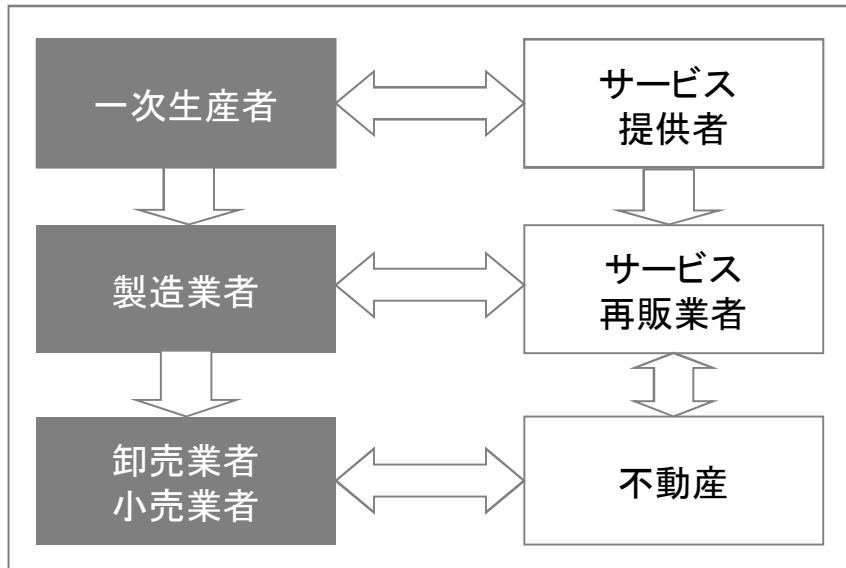 一次生産者
サービス
提供者
製造業者
サービス
再販業者
卸売業者
小売業者
不動産